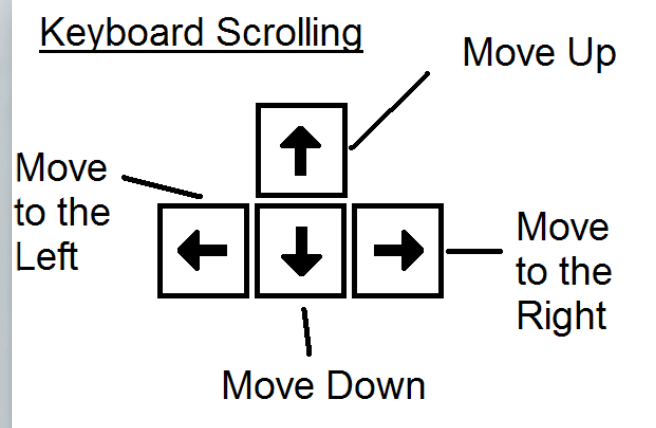 Keyboard Scrolling
Move Up
Move
to the
Left
Move
to the
Right
Move Down